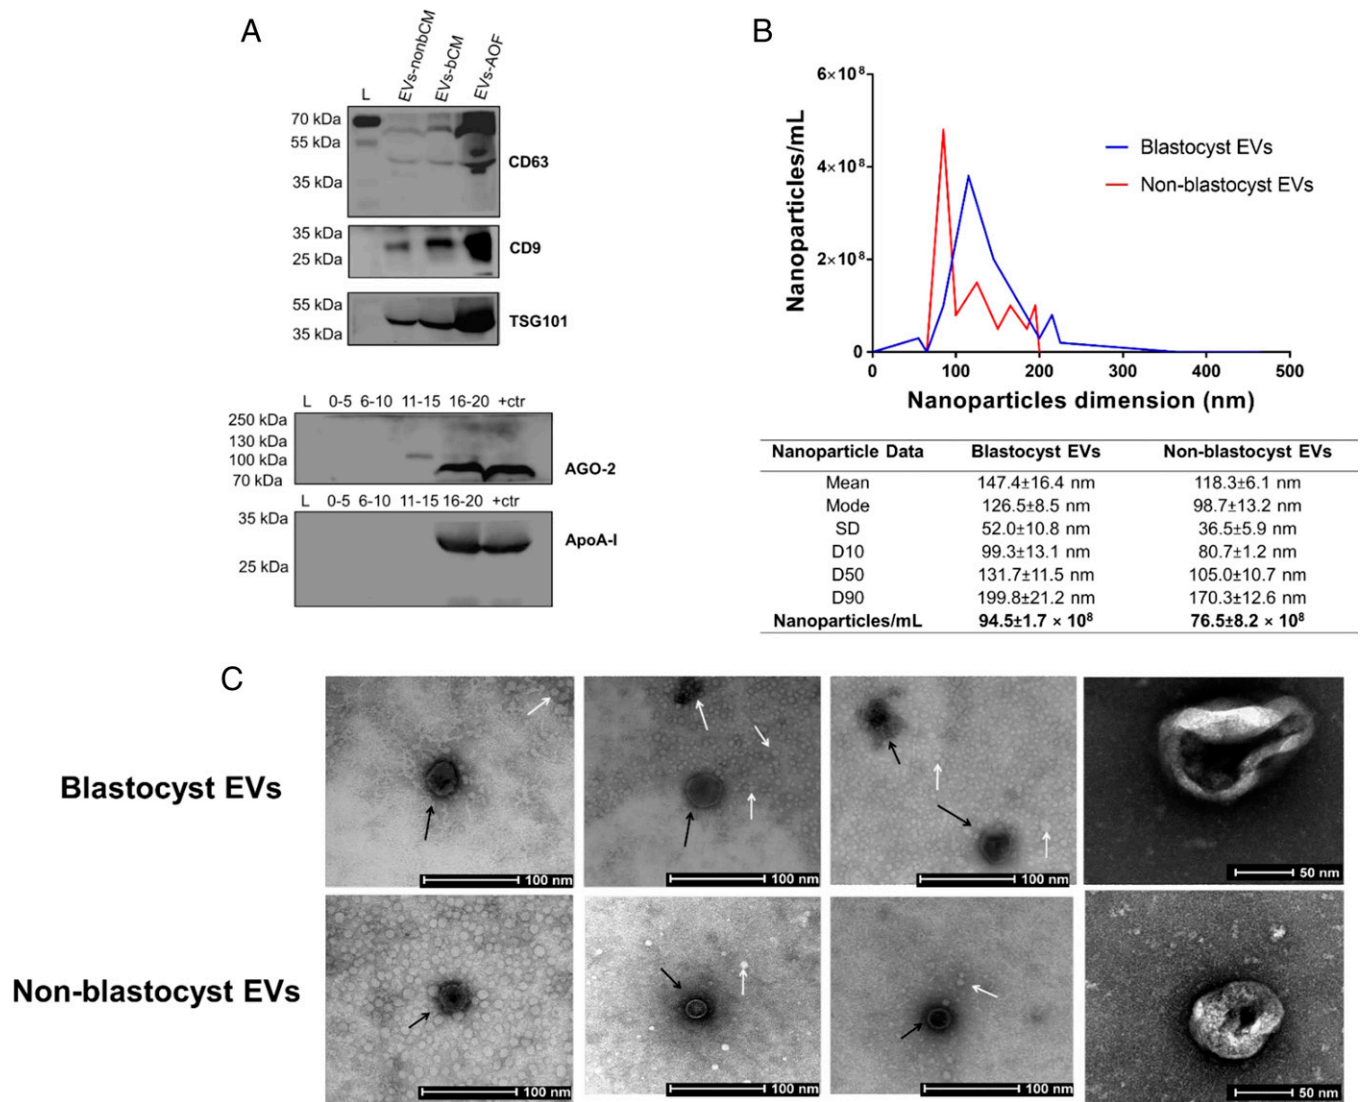 A
EVs-nonbCM
EVs-bCM
EVs-AOF
L
70 kDa
55 kDa
35 kDa
CD63
35 kDa
25 kDa
CD9
55 kDa
35 kDa
TSG101
L 0-5 6-10 11-15 16-20 +ctr
250 kDa
130 kDa
100 kDa
70 kDa
AGO-2
L 0-5 6-10 11-15 16-20 +ctr
35 kDa
25 kDa
ApoA-I
B
6×10⁸
4×10⁸
2×10⁸
0
Nanoparticles/mL
Blastocyst EVs
Non-blastocyst EVs
0 100 200 300 400 500
Nanoparticles dimension (nm)
Nanoparticle Data Blastocyst EVs Non-blastocyst EVs
Mean 147.4±16.4 nm 118.3±6.1 nm
Mode 126.5±8.5 nm 98.7±13.2 nm
SD 52.0±10.8 nm 36.5±5.9 nm
D10 99.3±13.1 nm 80.7±1.2 nm
D50 131.7±11.5 nm 105.0±10.7 nm
D90 199.8±21.2 nm 170.3±12.6 nm
Nanoparticles/mL 94.5±1.7 × 10⁸ 76.5±8.2 × 10⁸
C
Blastocyst EVs
100 nm
100 nm
100 nm
50 nm
Non-blastocyst EVs
100 nm
100 nm
100 nm
50 nm